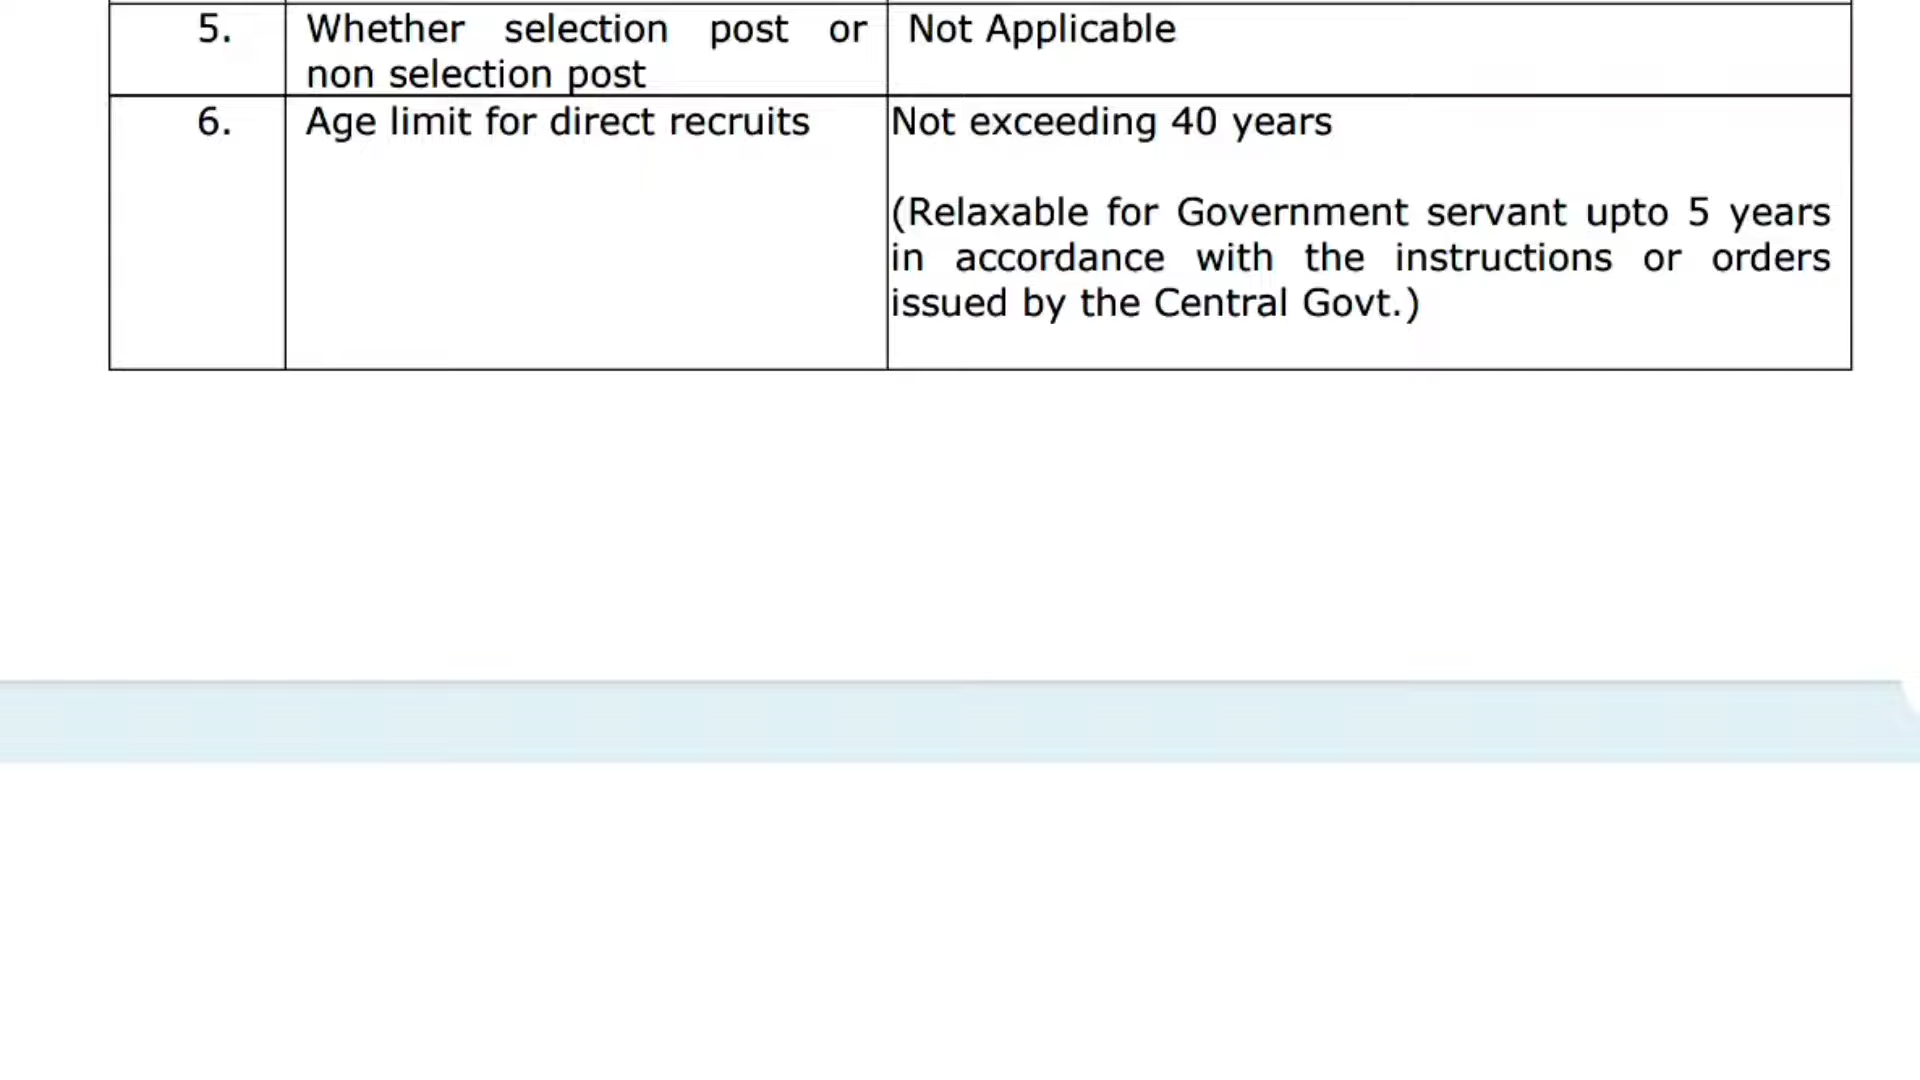 5. Whether selection post or Not Applicable
non selection post
6. Age limit for direct recruits Not exceeding 40 years
(Relaxable for Government servant upto 5 years
in accordance with the instructions or orders
issued by the Central Govt.)